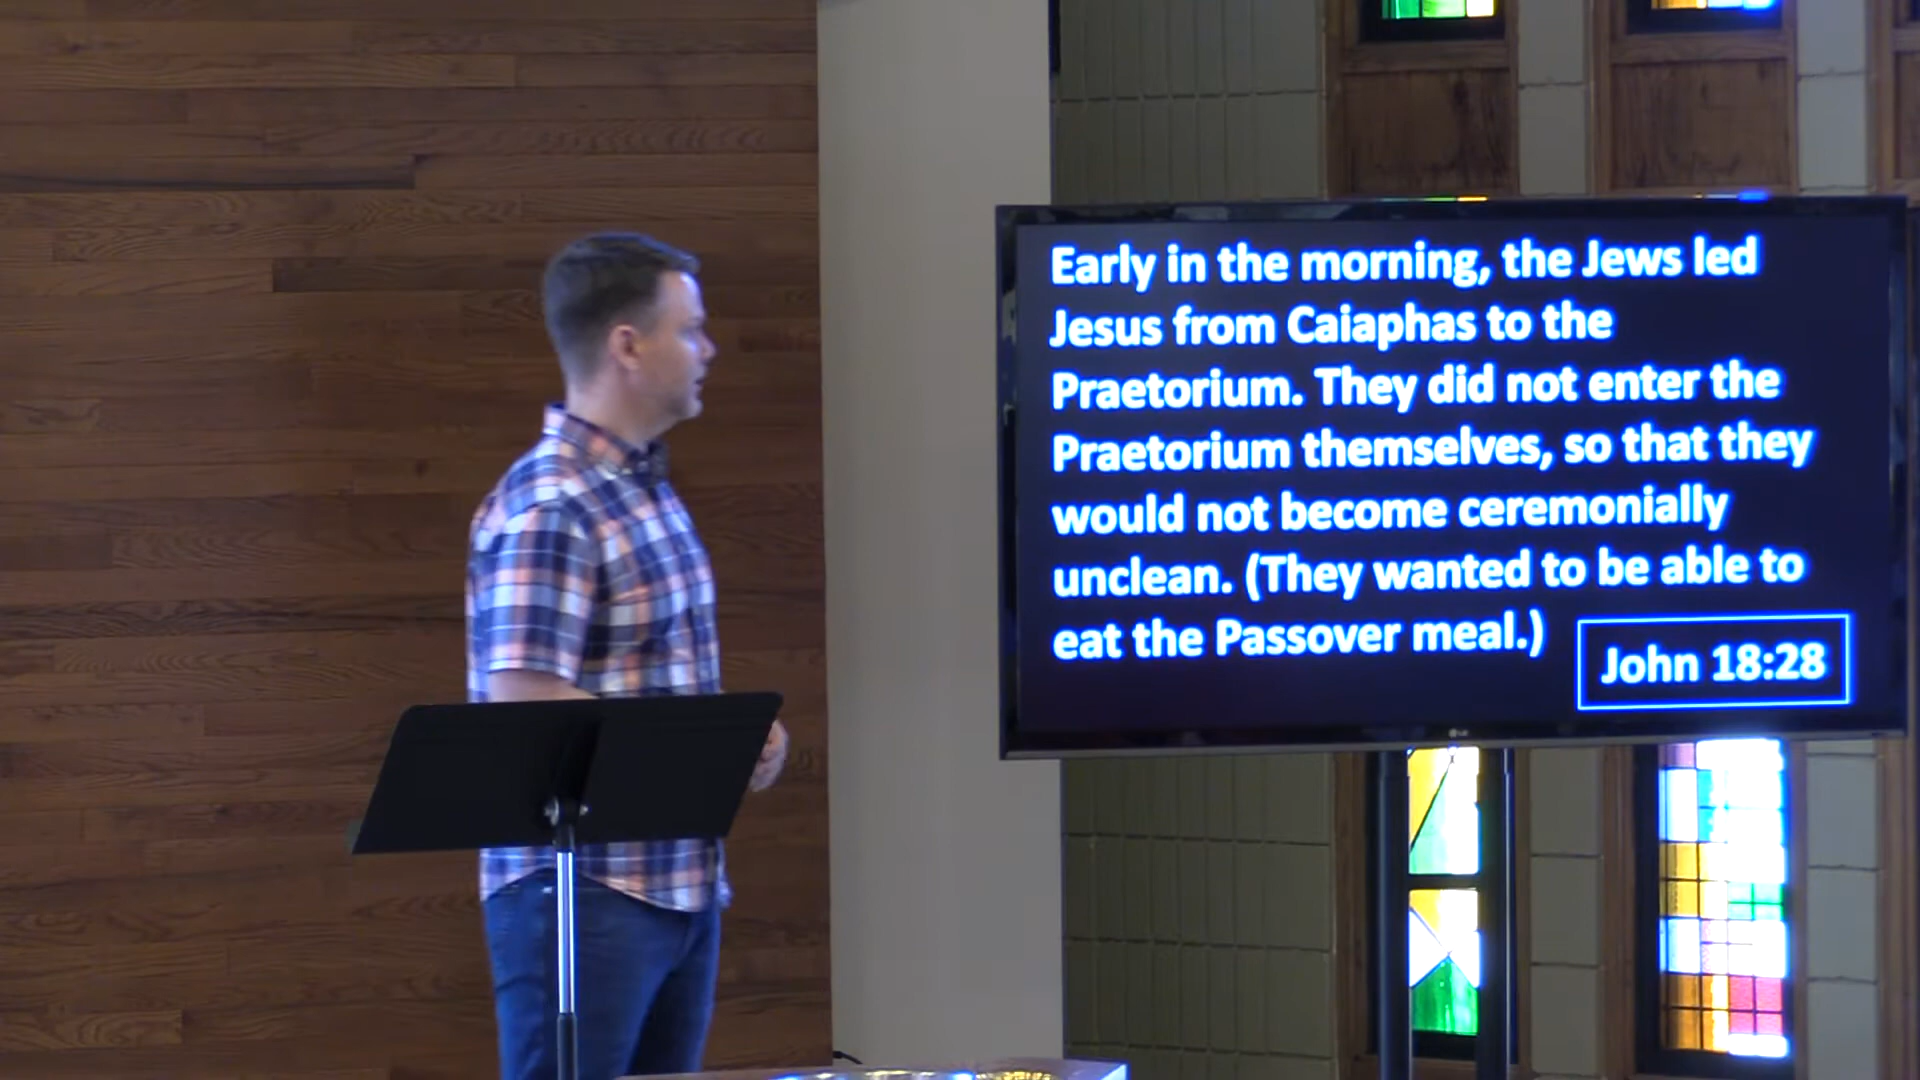 Early in the morning, the Jews led
Jesus from Caiaphas to the
Praetorium. They did not enter the
Praetorium themselves, so that they
would not become ceremonially
unclean. (They wanted to be able to
eat the Passover meal.)
John 18:28